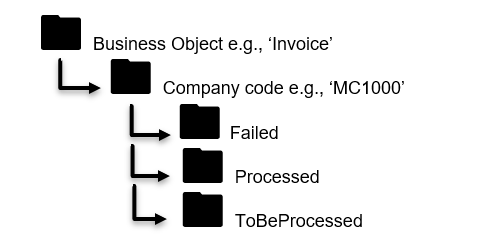 Business Object e.g., ‘Invoice’
Company code e.g., ‘MC1000’
Failed
Processed
ToBeProcessed